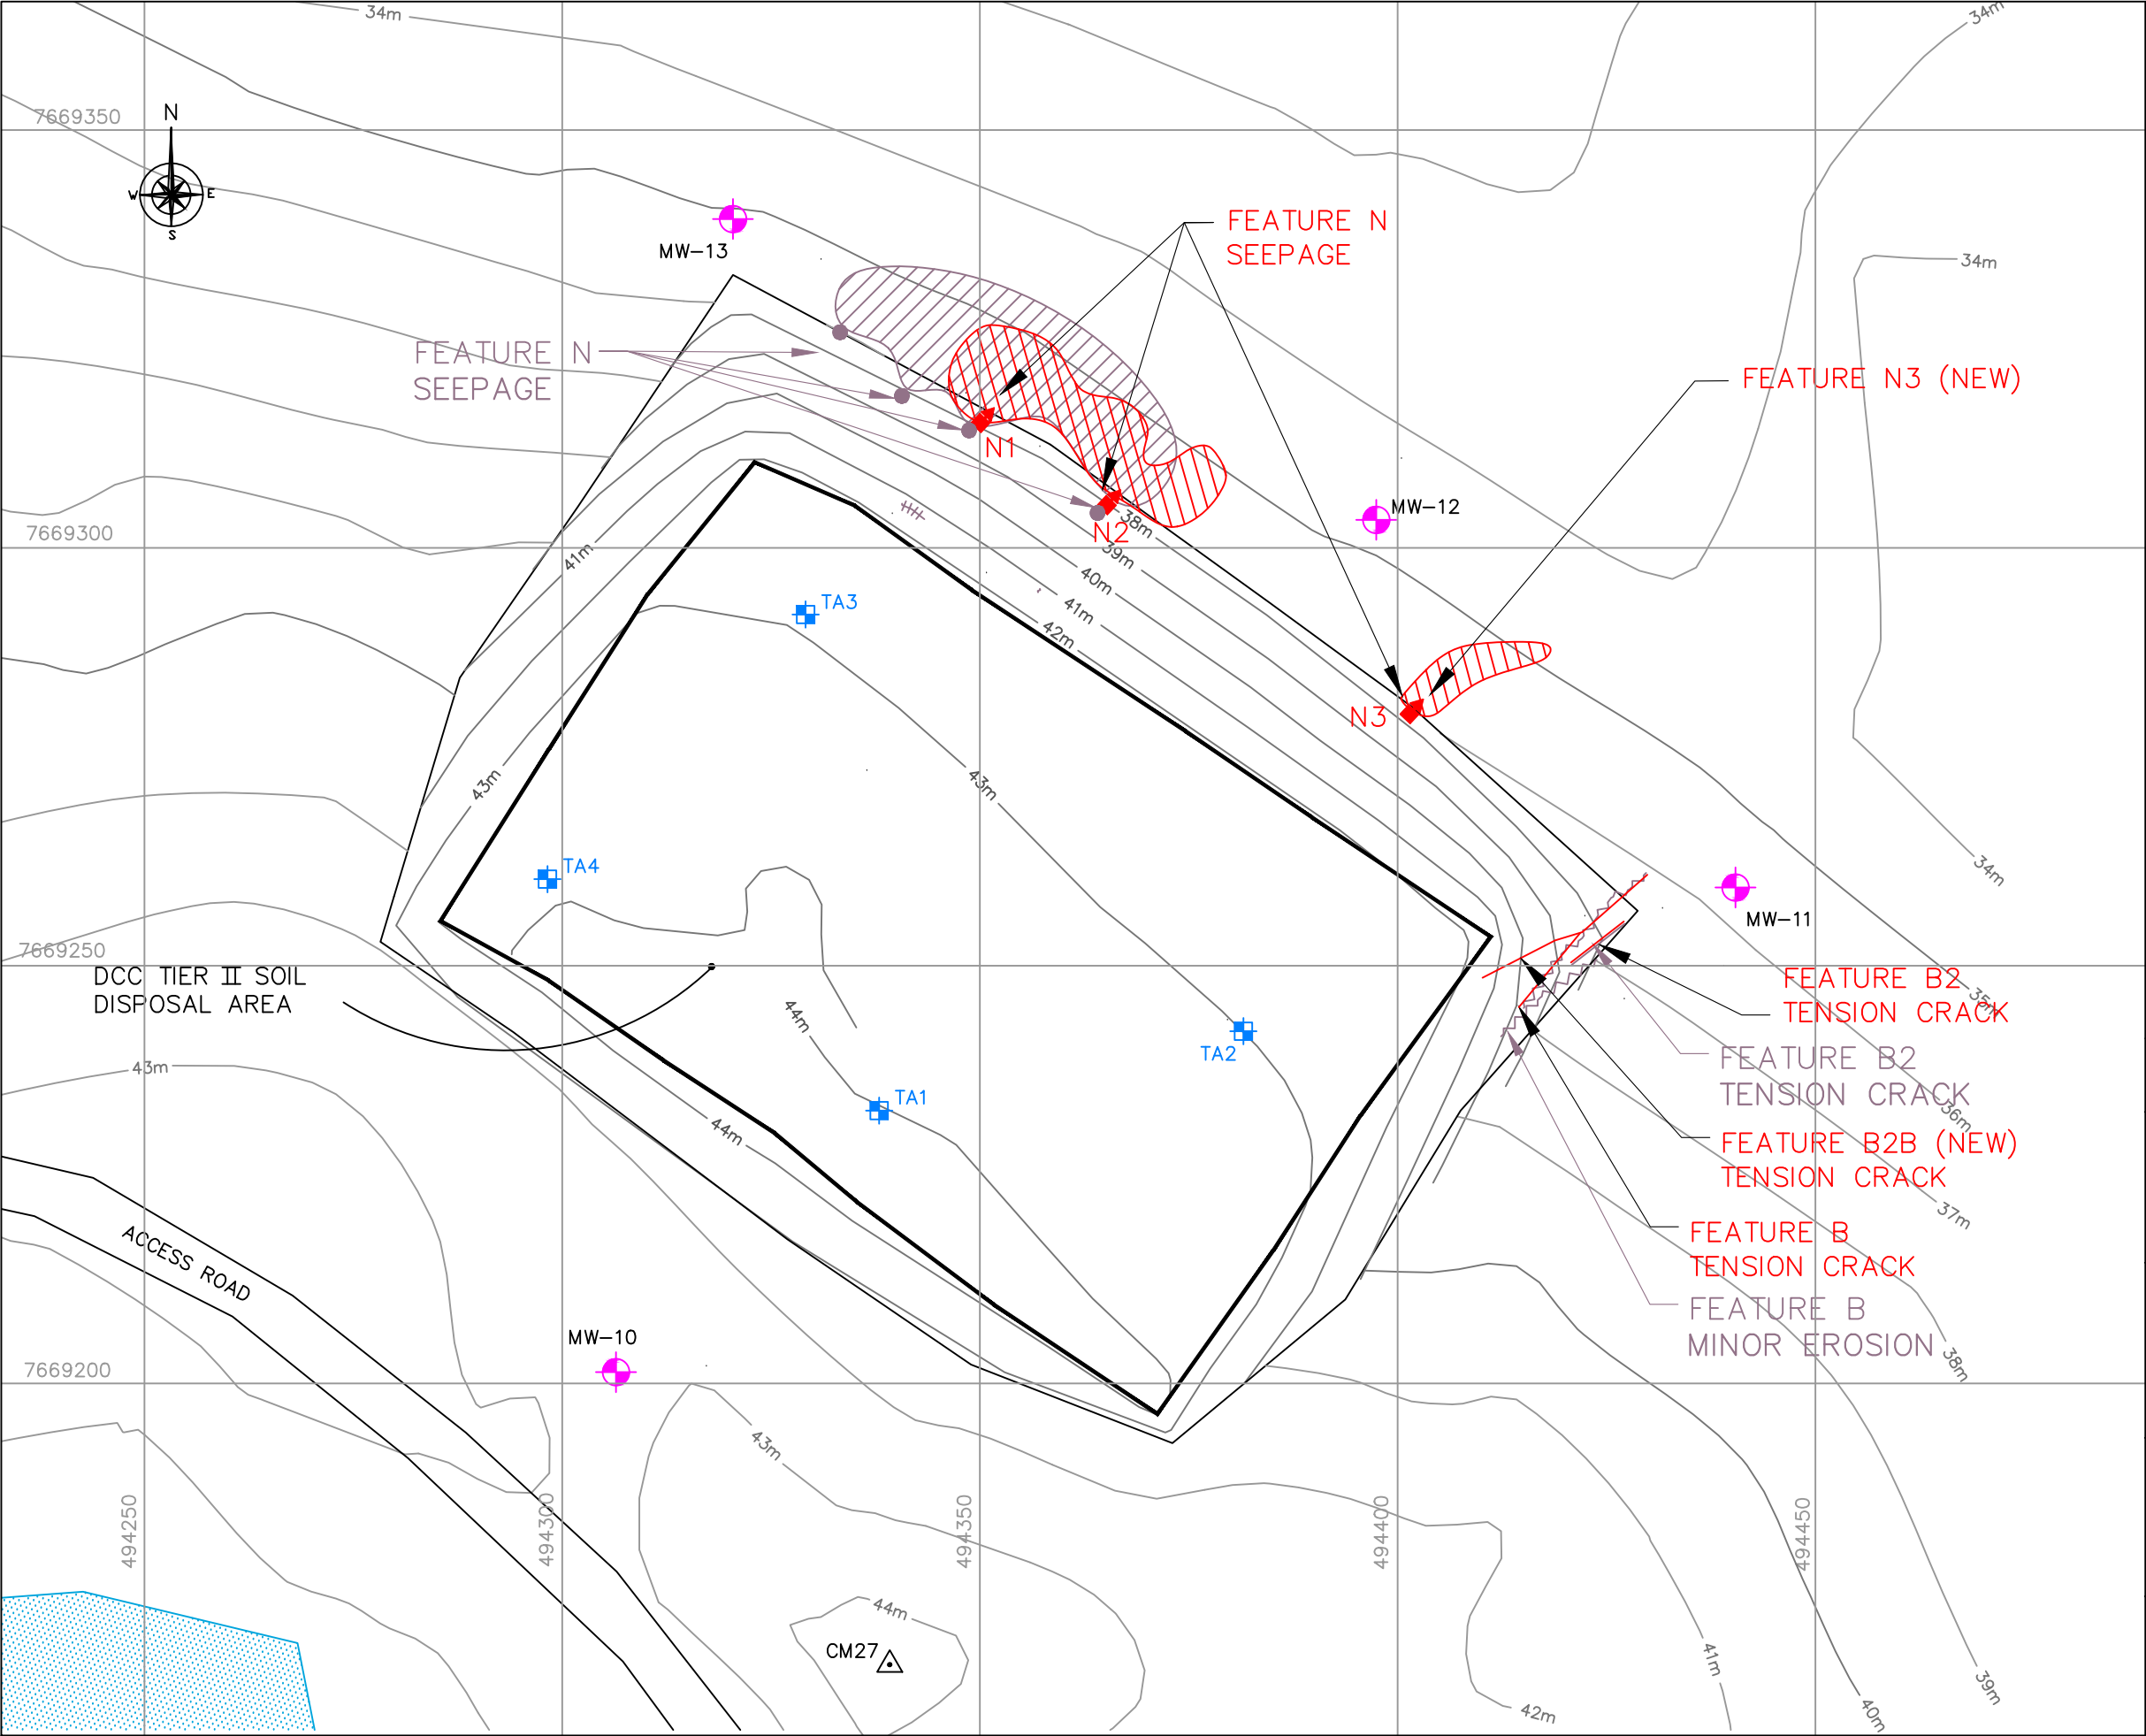 34m
34m
7669350
N
W
E
S
MW-13
FEATURE N
SEEPAGE
34m
FEATURE N
SEEPAGE
FEATURE N3 (NEW)
N1
MW-12
38m
N2
7669300
39m
41m
40m
41m
TA3
42m
N3
43m
43m
TA4
34m
MW-11
7669250
DCC TIER II SOIL
DISPOSAL AREA
FEATURE B2
TENSION CRACK
35m
44m
TA2
FEATURE B2
TENSION CRACK
43m
TA1
36m
44m
FEATURE B2B (NEW)
TENSION CRACK
37m
ACCESS ROAD
FEATURE B
TENSION CRACK
FEATURE B
MINOR EROSION
MW-10
38m
7669200
43m
494250
494300
494350
494400
494450
44m
CM27
41m
39m
42m
40m